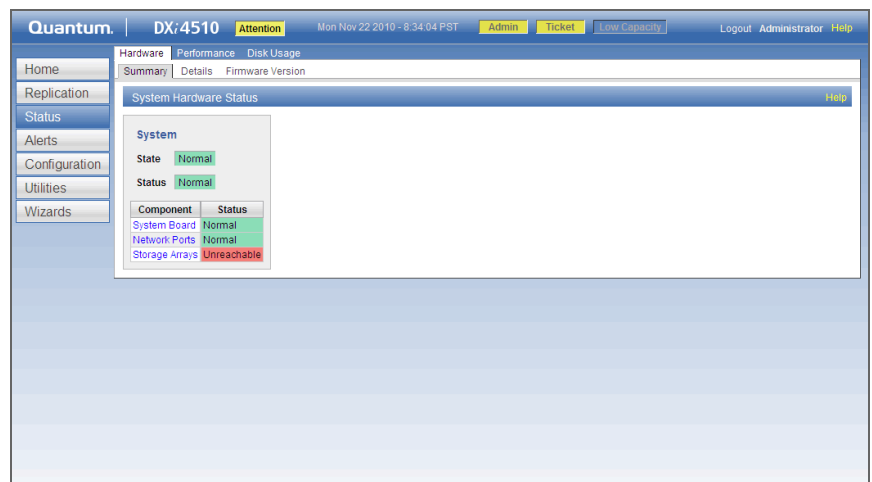 Quantum. DXi4510 Attention Mon Nov 22 2010 - 8:34:04 PST Admin Ticket Low Capacity Logout Administrator Help
Hardware Performance Disk Usage
Summary Details Firmware Version
Home
Replication
Status
Alerts
Configuration
Utilities
Wizards
System Hardware Status Help
System
State Normal
Status Normal
Component Status
System Board Normal
Network Ports Normal
Storage Arrays Unreachable